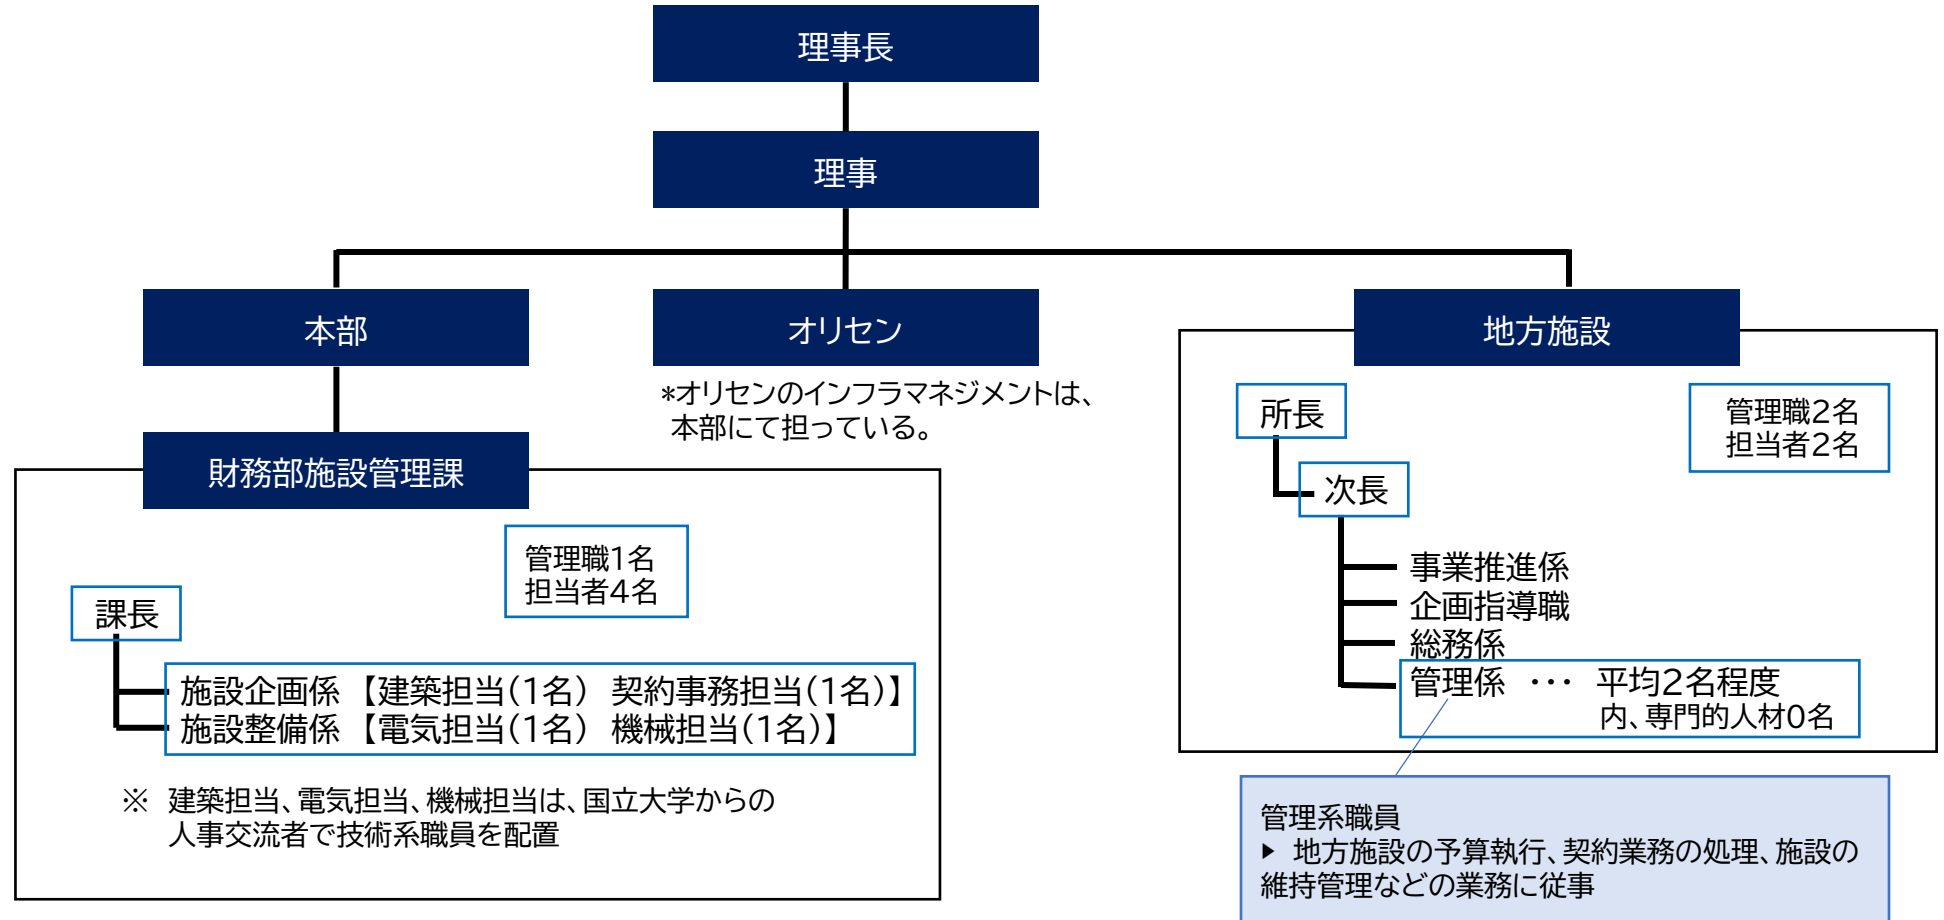 理事長
理事
本部
オリセン
地方施設
*オリセンのインフラマネジメントは、
本部にて担っている。
財務部施設管理課
管理職1名
担当者4名
課長
施設企画係 【建築担当(1名) 契約事務担当(1名)】
施設整備係 【電気担当(1名) 機械担当(1名)】
※ 建築担当、電気担当、機械担当は、国立大学からの
人事交流者で技術系職員を配置
所長
管理職2名
担当者2名
次長
事業推進係
企画指導職
総務係
管理係 ・・・ 平均2名程度
内、専門的人材0名
管理系職員
▶ 地方施設の予算執行、契約業務の処理、施設の
維持管理などの業務に従事